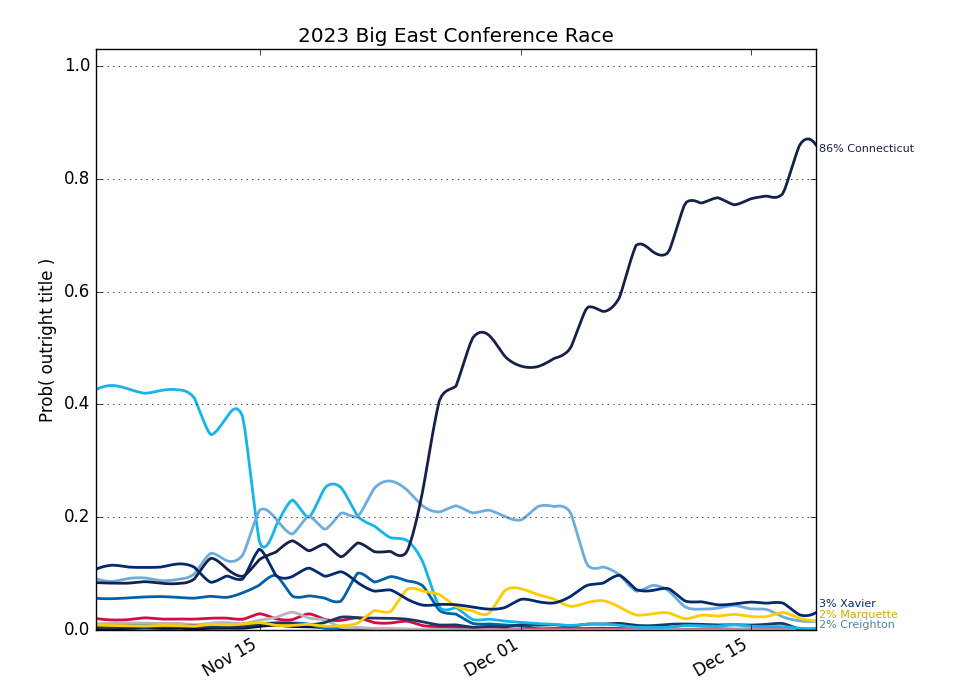 2023 Big East Conference Race
1.0
0.8
0.6
0.4
0.2
0.0
Prob( outright title )
86% Connecticut
3% Xavier
2% Marquette
2% Creighton
Nov 15
Dec 01
Dec 15